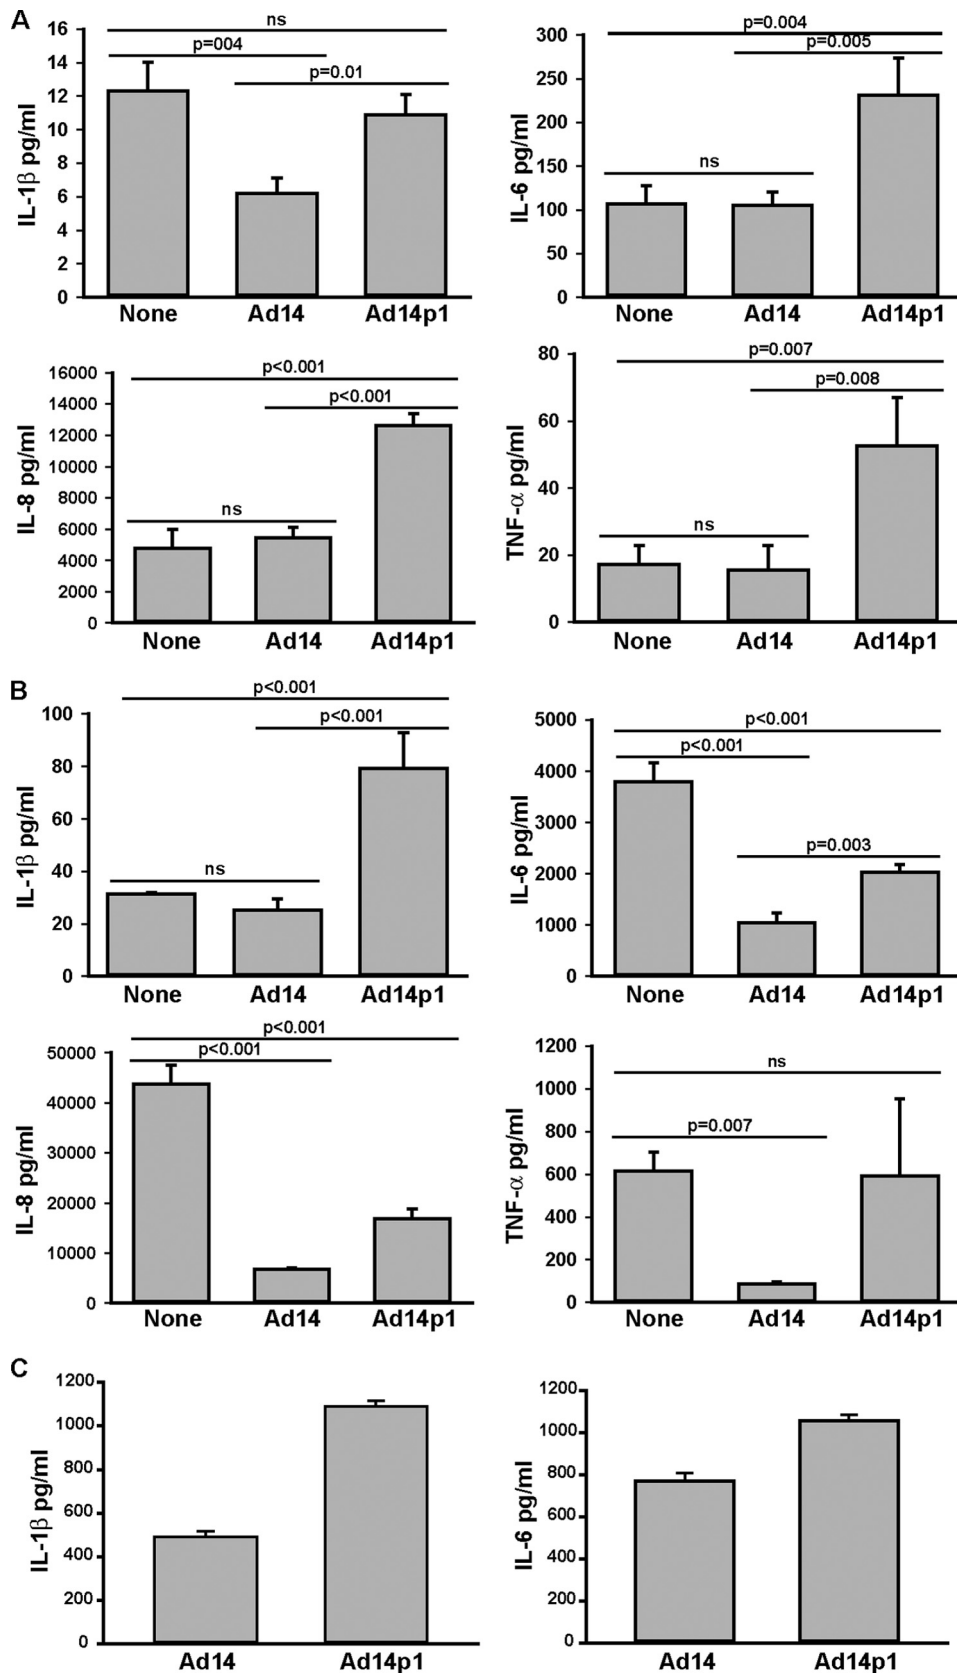 A
ns
p=004
p=0.01
IL-1β pg/ml
16
14
12
10
8
6
4
2
0
None Ad14 Ad14p1
p=0.004
p=0.005
ns
IL-6 pg/ml
300
250
200
150
100
50
0
None Ad14 Ad14p1
p<0.001
p<0.001
ns
IL-8 pg/ml
16000
14000
12000
10000
8000
6000
4000
2000
0
None Ad14 Ad14p1
p=0.007
p=0.008
ns
TNF-α pg/ml
80
60
40
20
0
None Ad14 Ad14p1
B
p<0.001
p<0.001
ns
IL-1β pg/ml
100
80
60
40
20
0
None Ad14 Ad14p1
p<0.001
p<0.001
p=0.003
IL-6 pg/ml
5000
4000
3000
2000
1000
0
None Ad14 Ad14p1
p<0.001
p<0.001
IL-8 pg/ml
50000
40000
30000
20000
10000
0
None Ad14 Ad14p1
ns
p=0.007
TNF-α pg/ml
1200
1000
800
600
400
200
0
None Ad14 Ad14p1
C
IL-1β pg/ml
1200
1000
800
600
400
200
0
Ad14 Ad14p1
IL-6 pg/ml
1200
1000
800
600
400
200
0
Ad14 Ad14p1